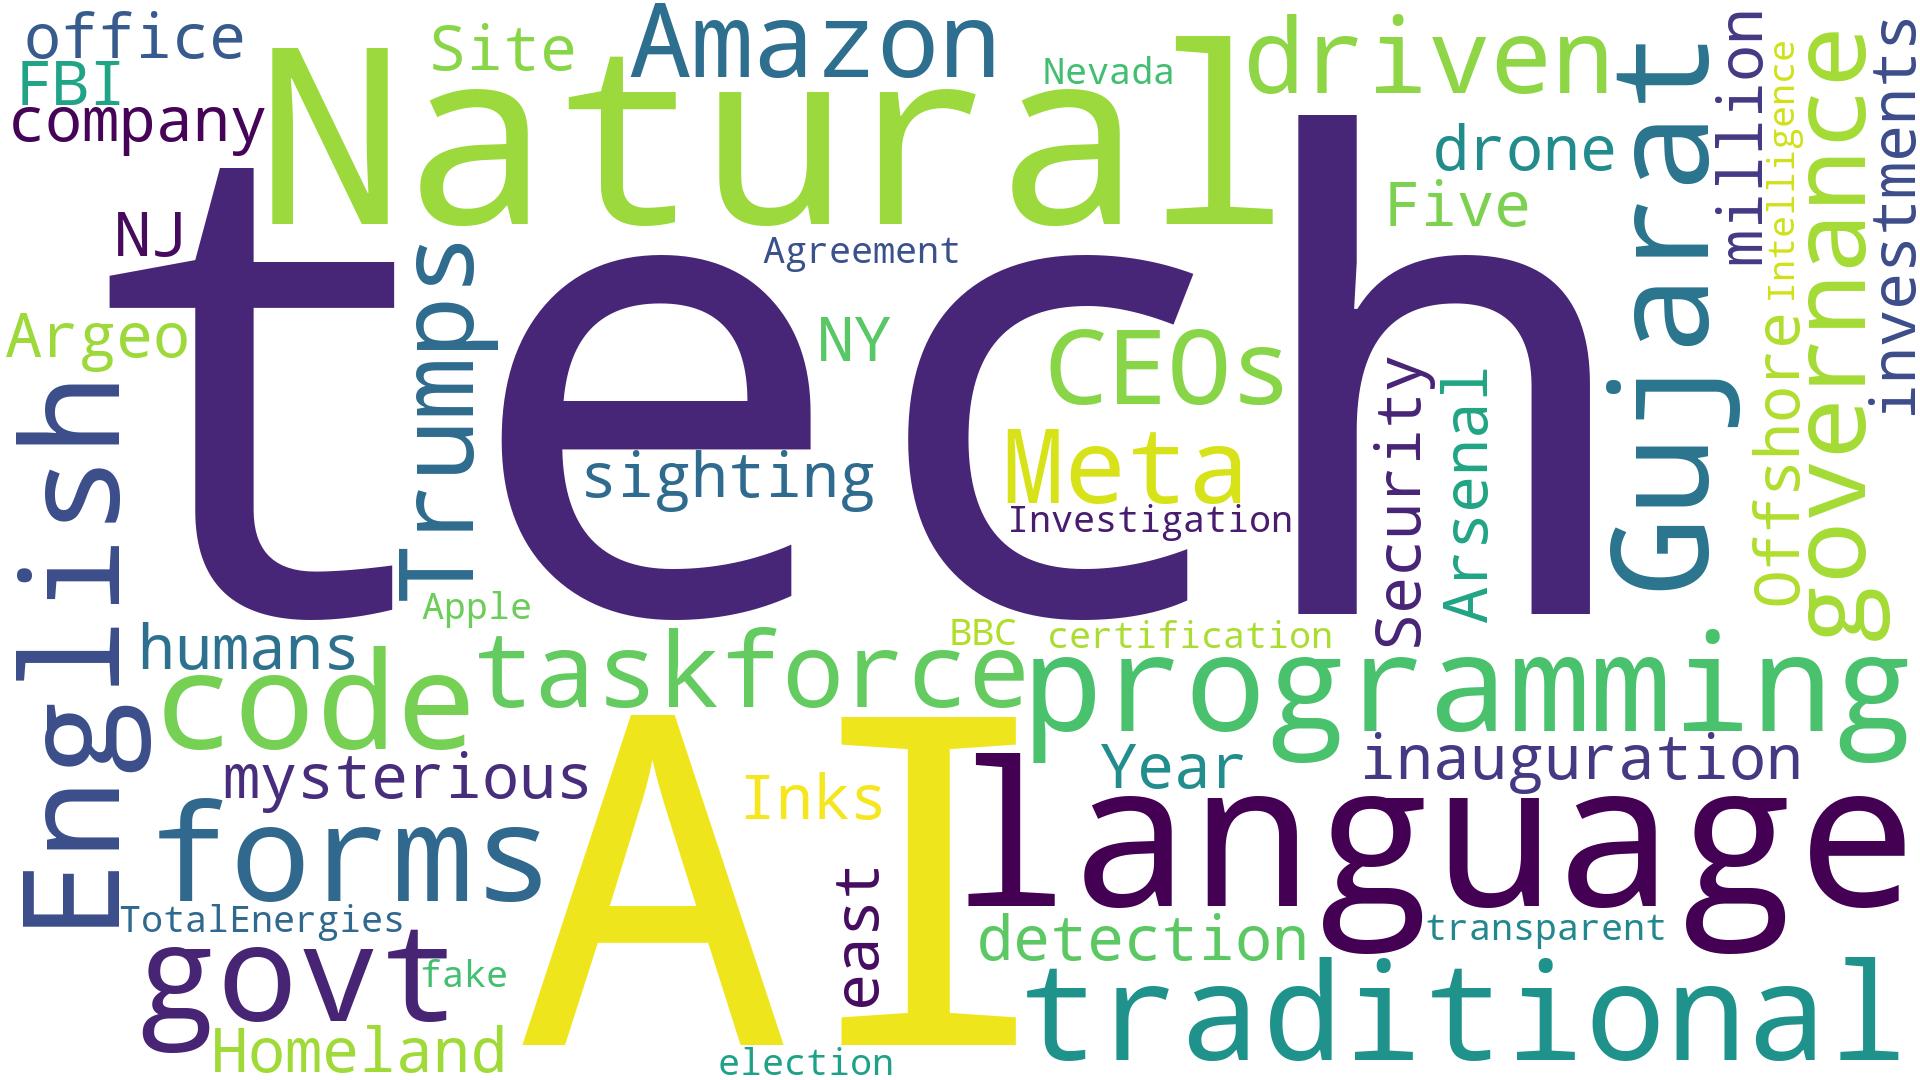 office
Site
Amazon
Nevada
driven
FBI
company
Natural
drone
Five
NJ
tech
Agreement
Trumps
NY
CEOs
Argeo
Meta
sighting
Investigation
Security
Arsenal
Gujarat
million
Intelligence
Offshore
governance
investments
English
Apple
BBC
certification
humans
code
taskforce
programming
mysterious
AI
Inks
Year
inauguration
language
forms
east
TotalEnergies
detection
transparent
govt
fake
traditional
Homeland
election